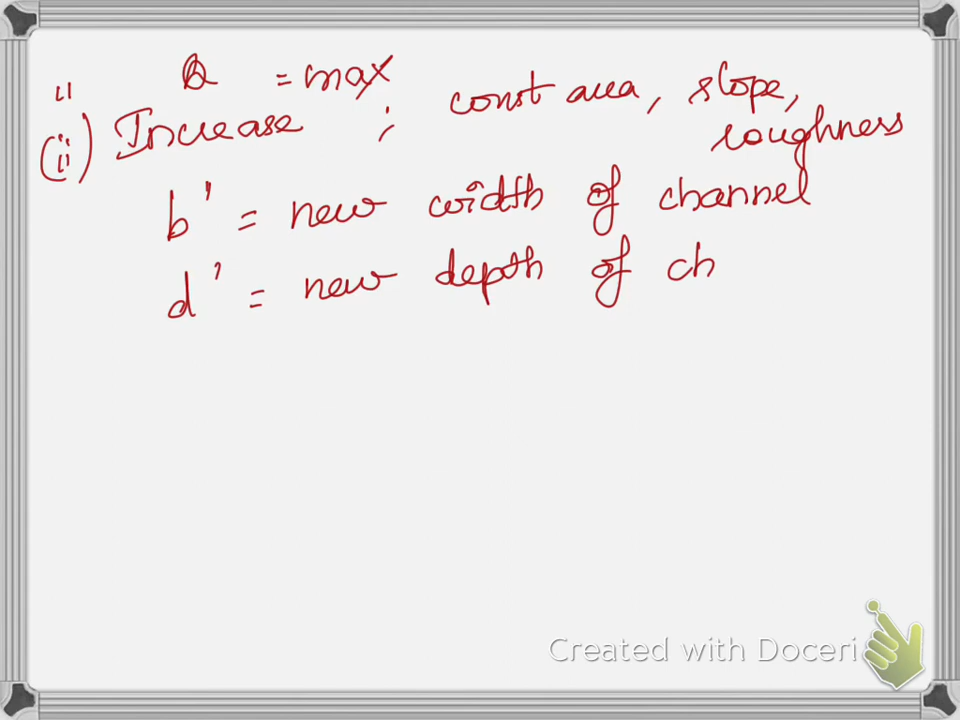 " Q = max
(ii) Increase ; const area, slope,
roughness
b' = new width of channel
d' = new depth of ch
Created with Doceri